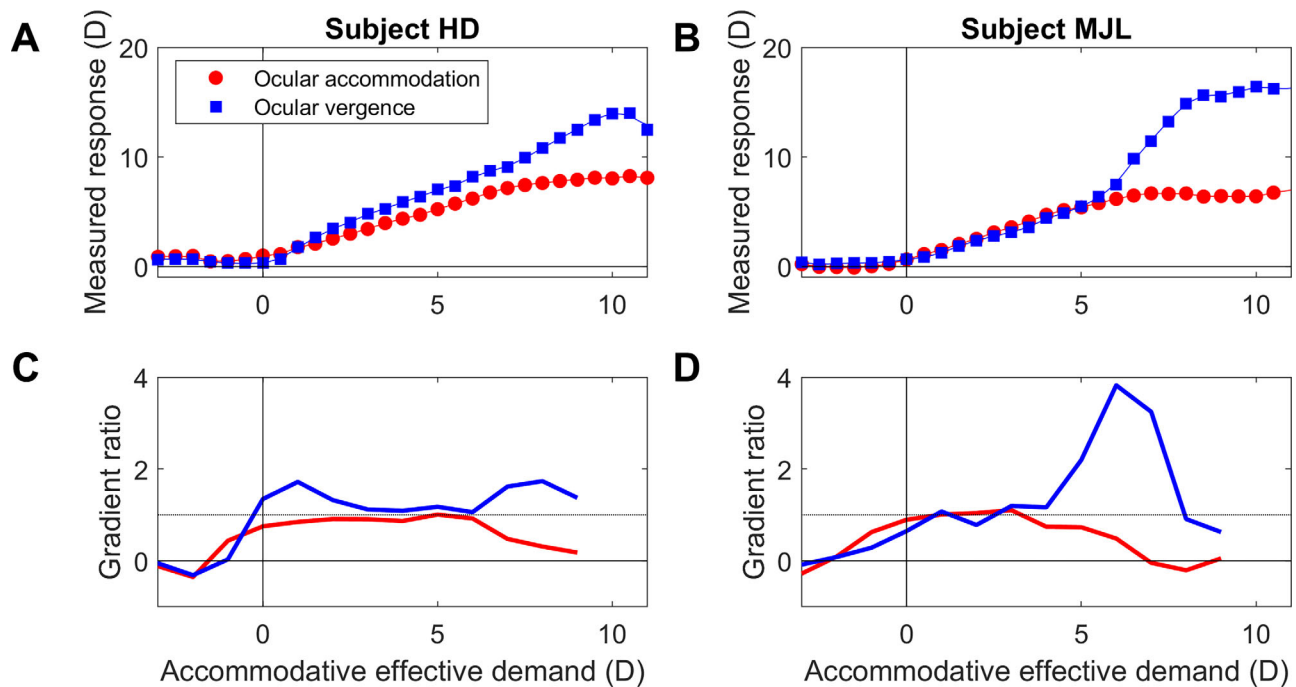 A
Subject HD
Measured response (D)
20
10
0
Ocular accommodation
Ocular vergence
0
5
10
B
Subject MJL
Measured response (D)
20
10
0
0
5
10
C
Gradient ratio
4
2
0
0
5
10
Accommodative effective demand (D)
D
Gradient ratio
4
2
0
0
5
10
Accommodative effective demand (D)